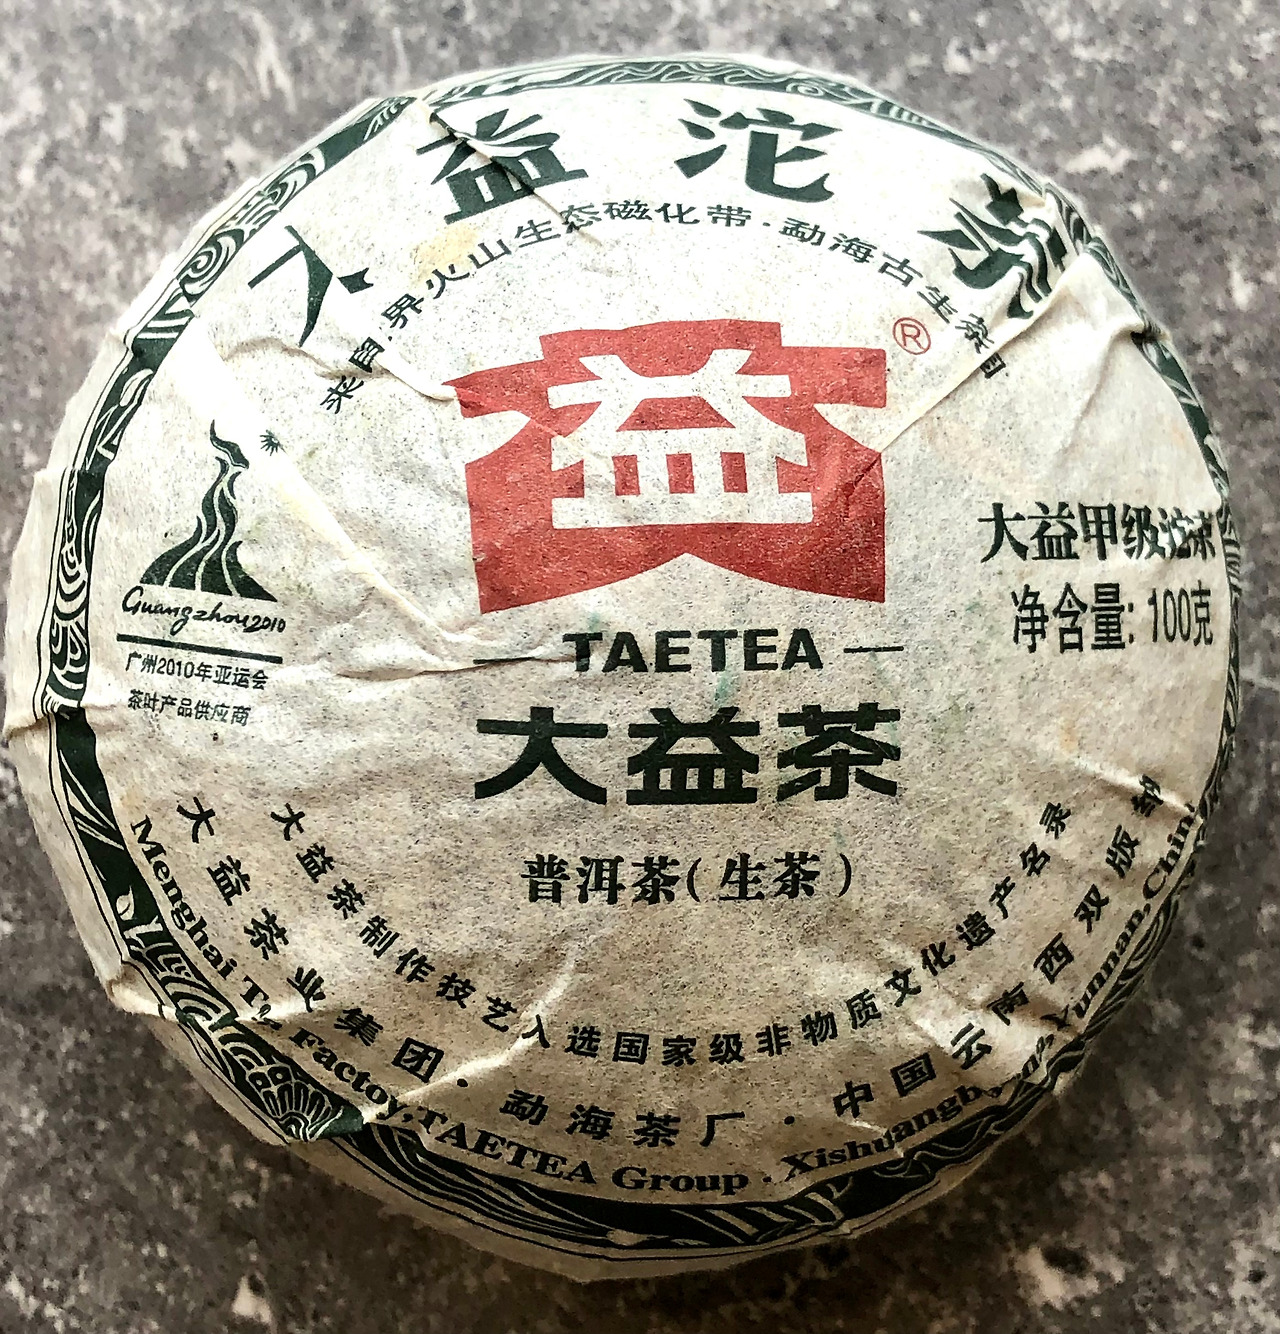 大益沱茶
来自世界火山生态磁化带·勐海古生茶园
益
®
TAETEA
大益茶
普洱茶(生茶)
大益甲级沱茶
净含量: 100克
Guangzhou2010
广州2010年亚运会
茶叶产品供应商
大益茶制作技艺入选国家级非物质文化遗产名录
大益茶业集团·勐海茶厂·中国云南西双版纳
Menghai Tea Factoy,TAETEA Group·Xishuangbanna,Yunnan,China